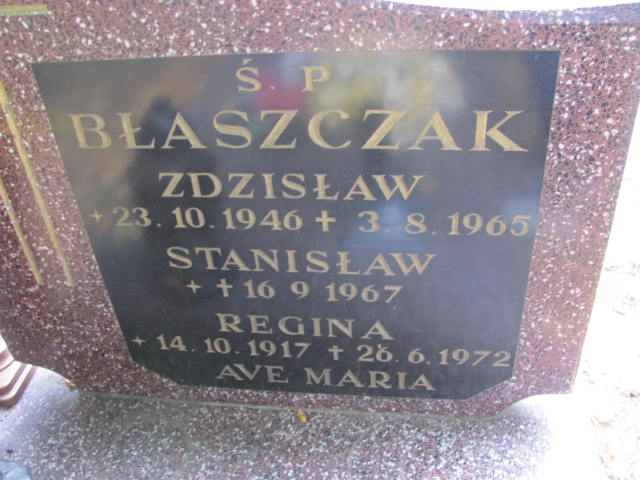 Ś. P
BŁASZCZAK
ZDZISŁAW
+ 23. 10. 1946 ✝ 3. 8. 1965
STANISŁAW
+ ✝ 16 9 1967
REGINA
+ 14. 10. 1917 ✝ 26. 6. 1972
AVE MARIA